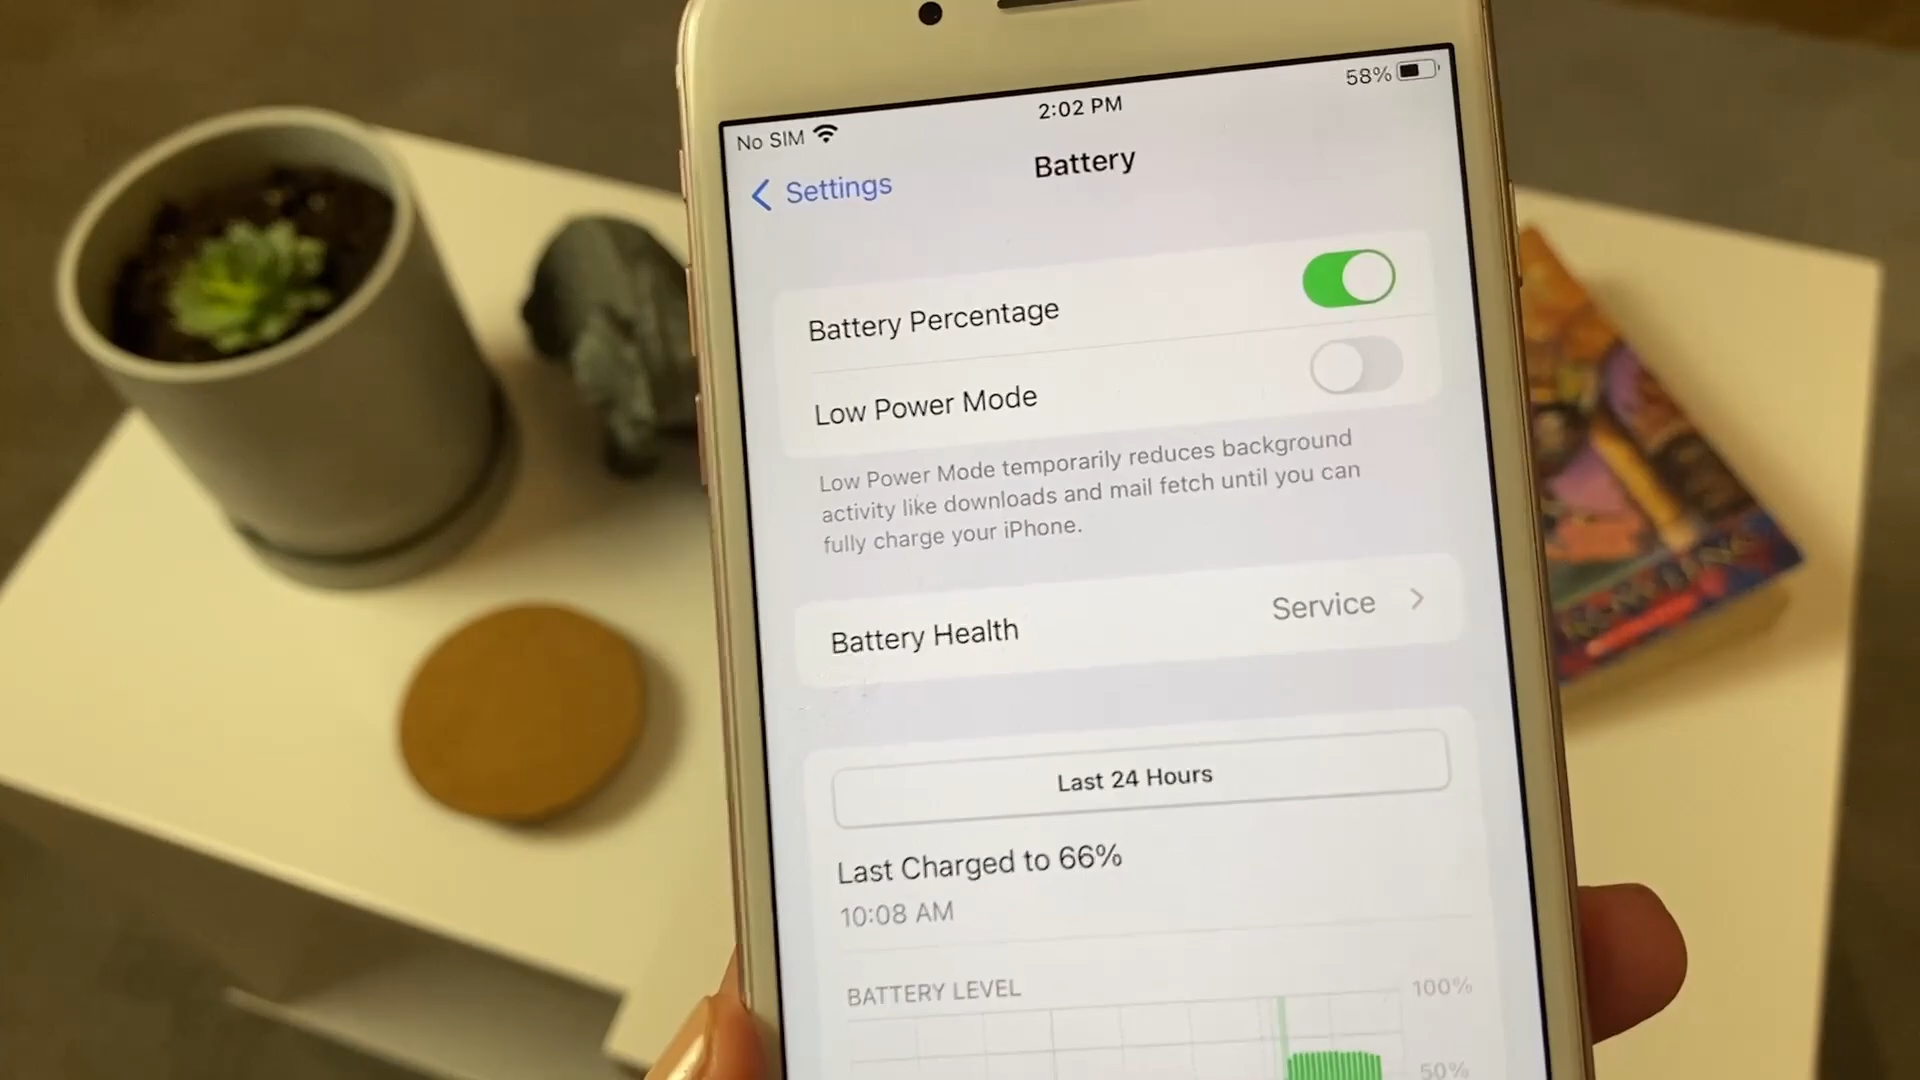 58%
2:02 PM
No SIM
Battery
Settings
Battery Percentage
Low Power Mode
Low Power Mode temporarily reduces background
activity like downloads and mail fetch until you can
fully charge your iPhone.
Battery Health Service
Last 24 Hours
Last Charged to 66%
10:08 AM
BATTERY LEVEL
100%
50%
ROWLING